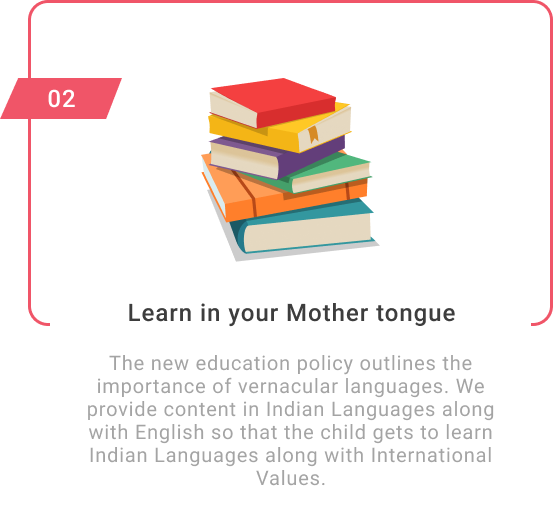 02
Learn in your Mother tongue
The new education policy outlines the
importance of vernacular languages. We
provide content in Indian Languages along
with English so that the child gets to learn
Indian Languages along with International
Values.